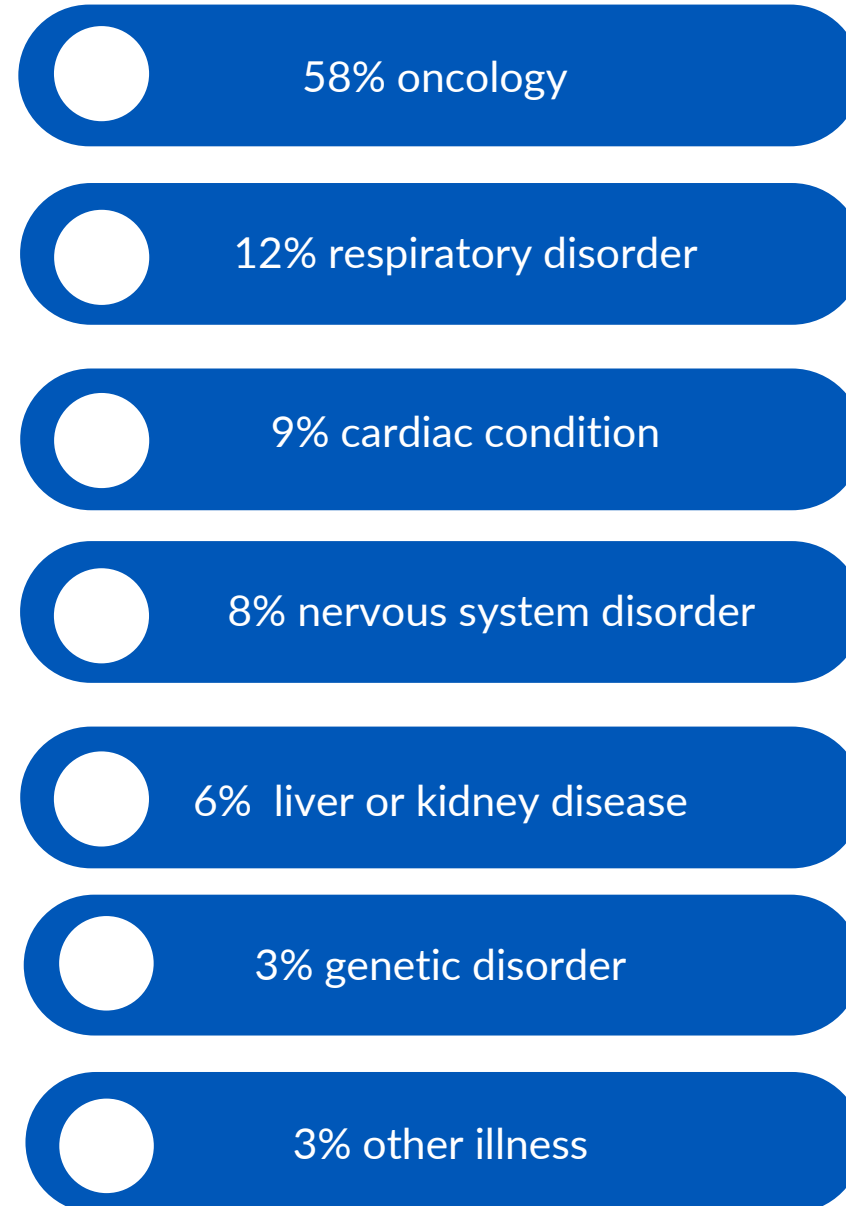 58% oncology
12% respiratory disorder
9% cardiac condition
8% nervous system disorder
6%  liver or kidney disease
3% genetic disorder
3% other illness